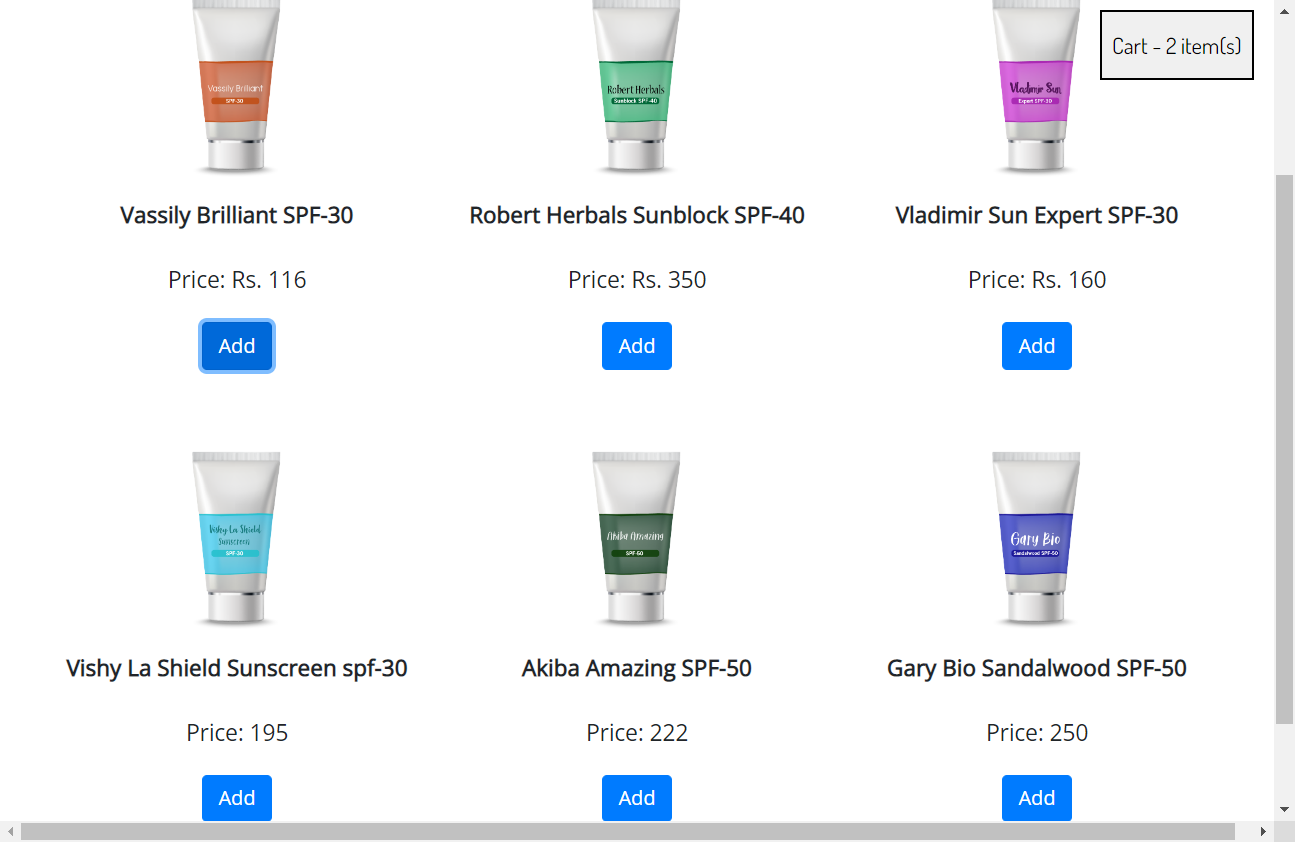 Cart - 2 item(s)
Vassily Brilliant
SPF-30
Robert Herbals
Sunblock SPF-40
Vladimir Sun
Expert SPF-30
Vassily Brilliant SPF-30
Robert Herbals Sunblock SPF-40
Vladimir Sun Expert SPF-30
Price: Rs. 116
Price: Rs. 350
Price: Rs. 160
Add
Add
Add
Vishy La Shield
Sunscreen
SPF-30
Akiba Amazing
SPF-50
Gary Bio
Sandalwood SPF-50
Vishy La Shield Sunscreen spf-30
Akiba Amazing SPF-50
Gary Bio Sandalwood SPF-50
Price: 195
Price: 222
Price: 250
Add
Add
Add